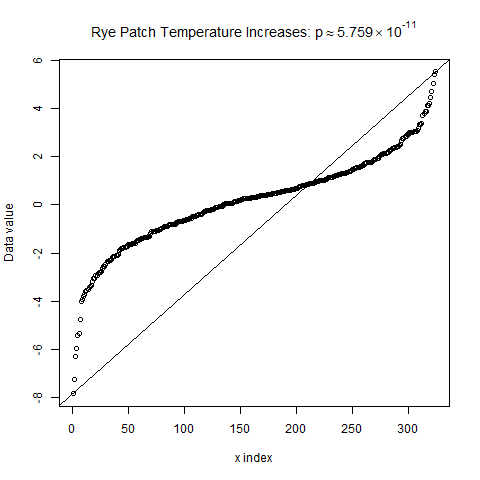 Rye Patch Temperature Increases: p ≈ 5.759 × 10⁻¹¹
6
4
2
0
-2
-4
-6
-8
Data value
0 50 100 150 200 250 300
x index